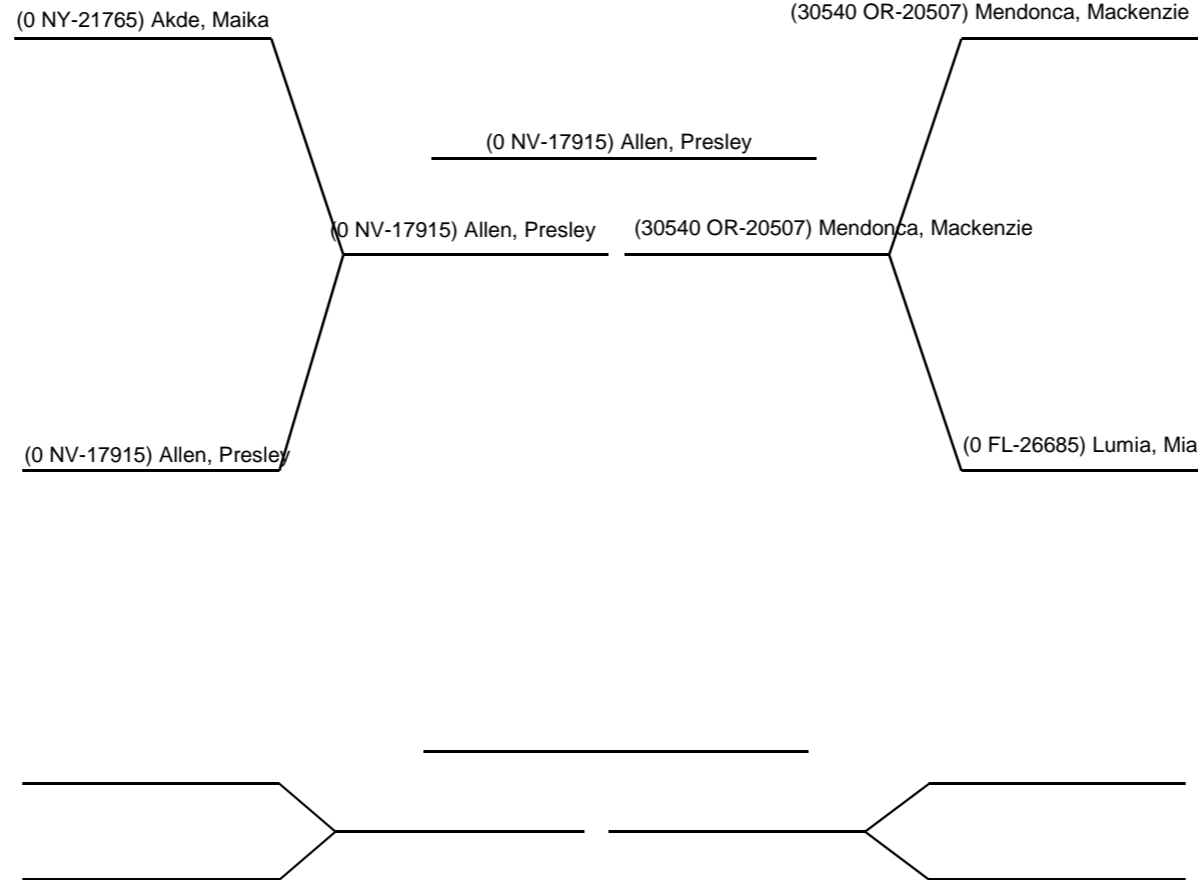 (0 NY-21765) Akde, Maika
(30540 OR-20507) Mendonca, Mackenzie
(0 NV-17915) Allen, Presley
(0 NV-17915) Allen, Presley
(30540 OR-20507) Mendonca, Mackenzie
(0 NV-17915) Allen, Presley
(0 FL-26685) Lumia, Mia